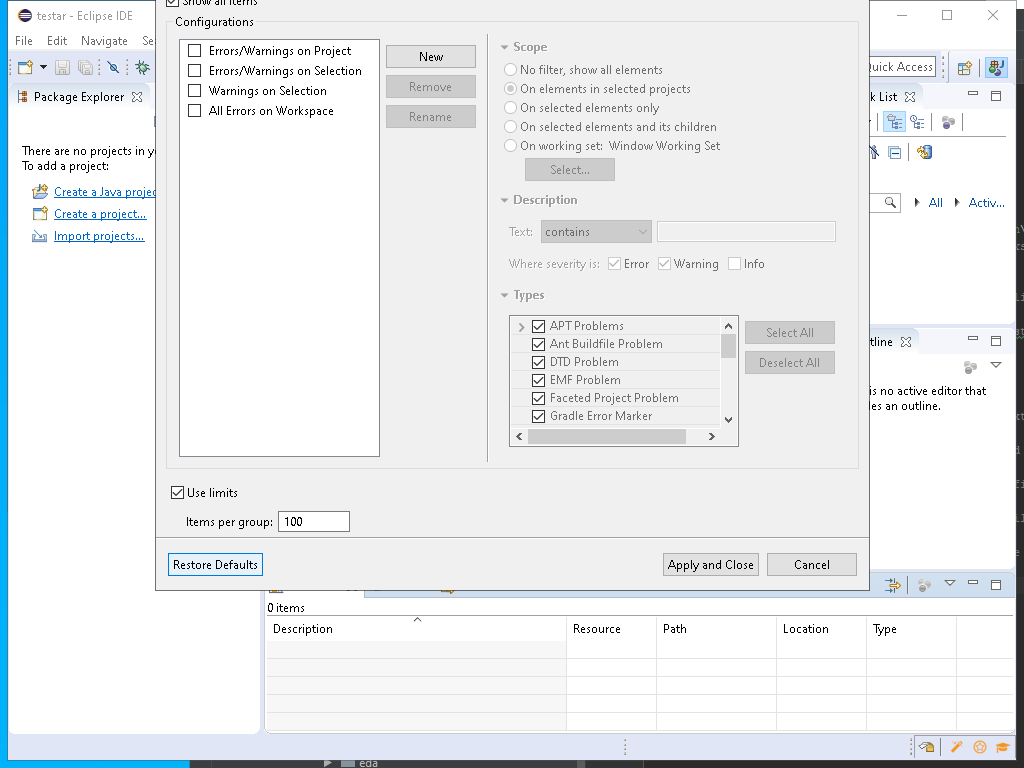 testar - Eclipse IDE
Show all items
File Edit Navigate
Configurations
Errors/Warnings on Project
Errors/Warnings on Selection
Warnings on Selection
All Errors on Workspace
New
Remove
Rename
Scope
No filter, show all elements
On elements in selected projects
On selected elements only
On selected elements and its children
On working set: Window Working Set
Select...
Description
Text: contains
Where severity is: Error Warning Info
Types
APT Problems
Ant Buildfile Problem
DTD Problem
EMF Problem
Faceted Project Problem
Gradle Error Marker
Select All
Deselect All
Use limits
Items per group: 100
Restore Defaults
Apply and Close
Cancel
Package Explorer
There are no projects in
To add a project:
Create a Java
Create a project...
Import projects...
Quick Access
List
All Activ...
is no active editor that
an outline.
0 items
Description Resource Path Location Type
eda